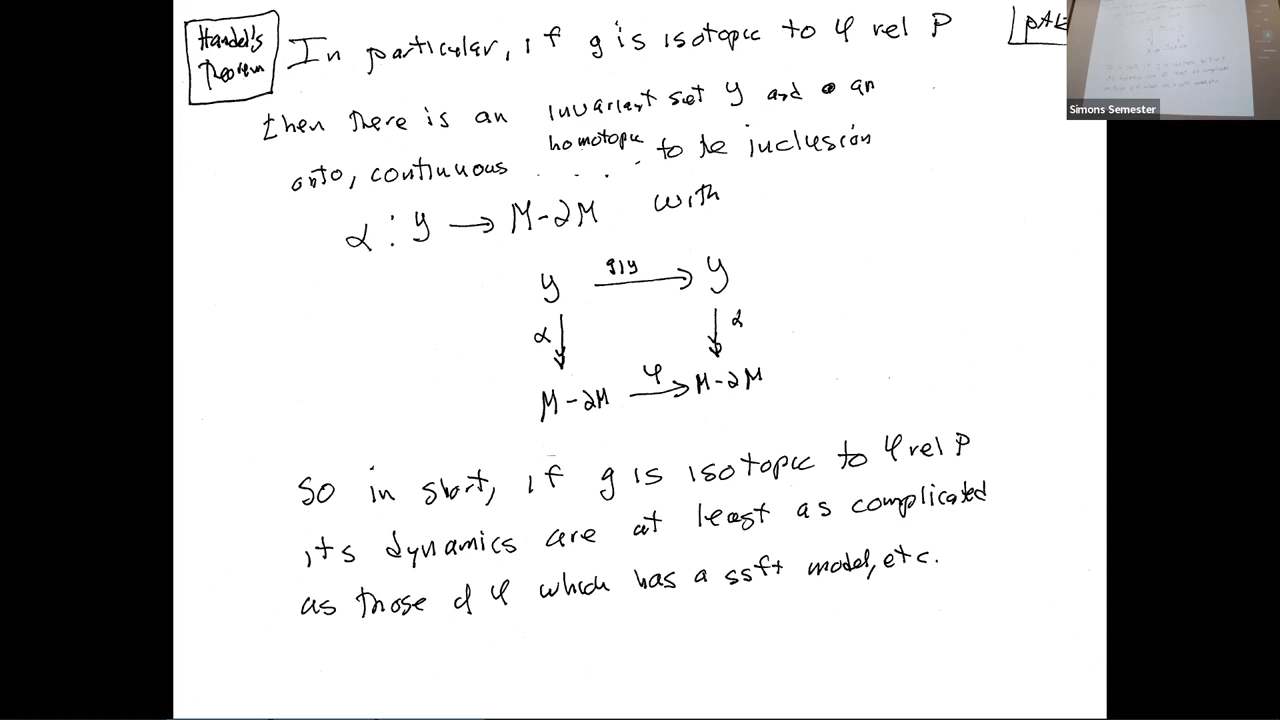 Handel's
Theorem
In particular, if g is isotopic to φ rel P
then there is an invariant set Y and an
onto, continuous . . . . homotopic to the inclusion
α : Y → M-∂M with
Y g|Y → Y
α ↓ ↓ α
M-∂M φ → M-∂M
So in short, if g is isotopic to φ rel P
its dynamics are at least as complicated
as those of φ which has a ssft model, etc.
Simons Semester